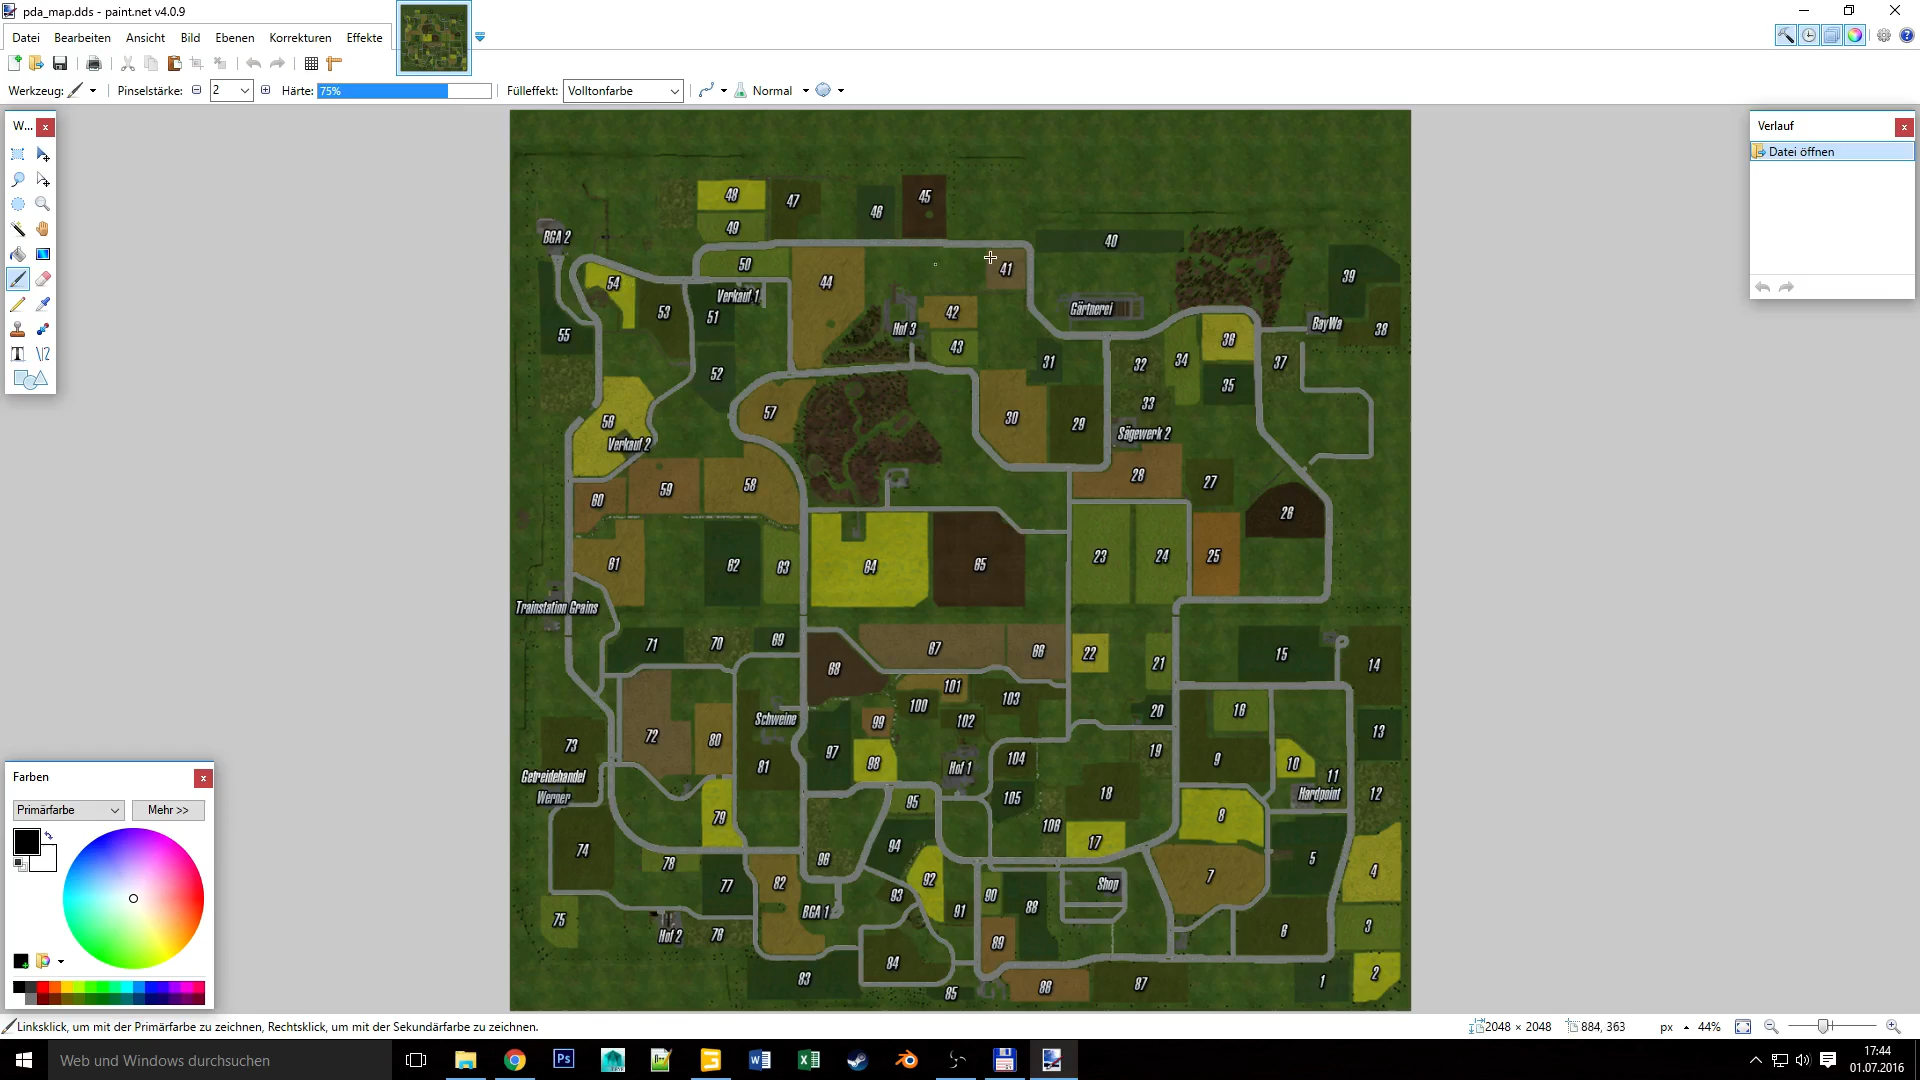 pda_map.dds - paint.net v4.0.9
Datei Bearbeiten Ansicht Bild Ebenen Korrekturen Effekte
Werkzeug: Pinselstärke: 2 Härte: 75% Fülleffekt: Volltonfarbe Normal
W...
Verlauf
Datei öffnen
48 47 45
46
49
BGA 2
40
50
41
39
54 44
Verkauf 1
53 51 42 Gärtnerei
Hof 3 BayWa 38
55 43 36
31 32 34 37
52 35
57 33
56 30 29
Verkauf 2 Sägewerk 2
28
59 58 27
60
26
61 62 63 64 65 23 24 25
Trainstation Grains
71 70 69 67 66 22 21 15 14
68
101
100 103
Schweine 99 102 20 16
72 80 97 19 13
73 81 98 Hof 1 104 9 10
Getreidehandel
Werner
11
Hardpoint
12
105 18
95
79 106 17 8
74 94
78 96 5
77 82 92 Shop 7 4
93 90
BGA 1 91 88
75
Hof 2 76 89 6 3
84
83 85 86 87 1 2
Farben
Primärfarbe Mehr >>
Linksklick, um mit der Primärfarbe zu zeichnen, Rechtsklick, um mit der Sekundärfarbe zu zeichnen.
2048 × 2048 884, 363 px 44%
Web und Windows durchsuchen
17:44
01.07.2016